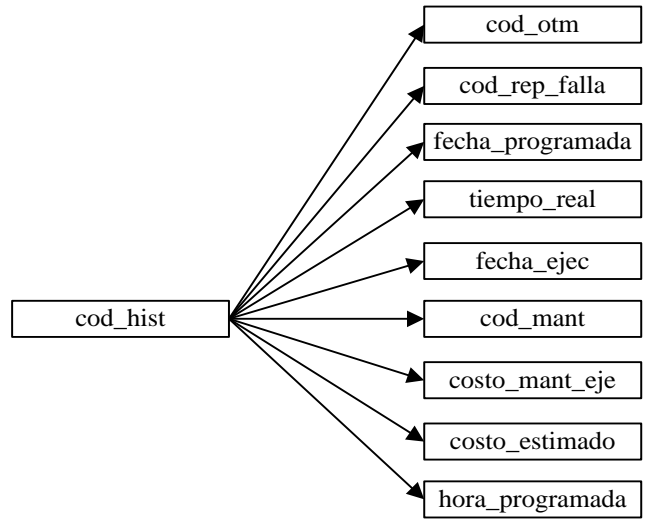 cod_otm
cod_rep_falla
fecha_programada
tiempo_real
fecha_ejec
cod_hist
cod_mant
costo_mant_eje
costo_estimado
hora_programada